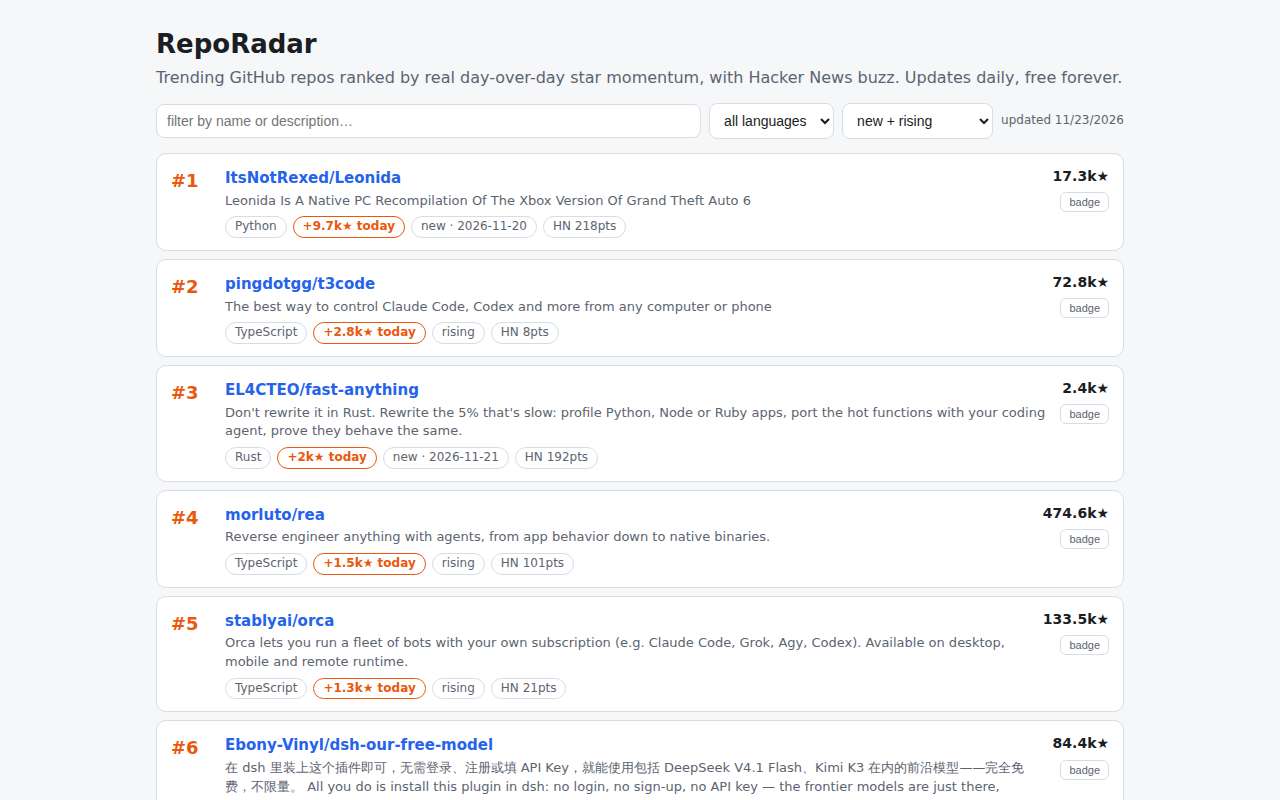 RepoRadar
Trending GitHub repos ranked by real day-over-day star momentum, with Hacker News buzz. Updates daily, free forever.
filter by name or description… all languages new + rising updated 11/23/2026
#1 ItsNotRexed/Leonida 17.3k★
Leonida Is A Native PC Recompilation Of The Xbox Version Of Grand Theft Auto 6 badge
Python +9.7k★ today new · 2026-11-20 HN 218pts
#2 pingdotgg/t3code 72.8k★
The best way to control Claude Code, Codex and more from any computer or phone badge
TypeScript +2.8k★ today rising HN 8pts
#3 EL4CTEO/fast-anything 2.4k★
Don't rewrite it in Rust. Rewrite the 5% that's slow: profile Python, Node or Ruby apps, port the hot functions with your coding badge
agent, prove they behave the same.
Rust +2k★ today new · 2026-11-21 HN 192pts
#4 morluto/rea 474.6k★
Reverse engineer anything with agents, from app behavior down to native binaries. badge
TypeScript +1.5k★ today rising HN 101pts
#5 stablyai/orca 133.5k★
Orca lets you run a fleet of bots with your own subscription (e.g. Claude Code, Grok, Agy, Codex). Available on desktop, badge
mobile and remote runtime.
TypeScript +1.3k★ today rising HN 21pts
#6 Ebony-Vinyl/dsh-our-free-model 84.4k★
在 dsh 里装上这个插件即可，无需登录、注册或填 API Key，就能使用包括 DeepSeek V4.1 Flash、Kimi K3 在内的前沿模型——完全免 badge
费，不限量。 All you do is install this plugin in dsh: no login, no sign-up, no API key — the frontier models are just there,